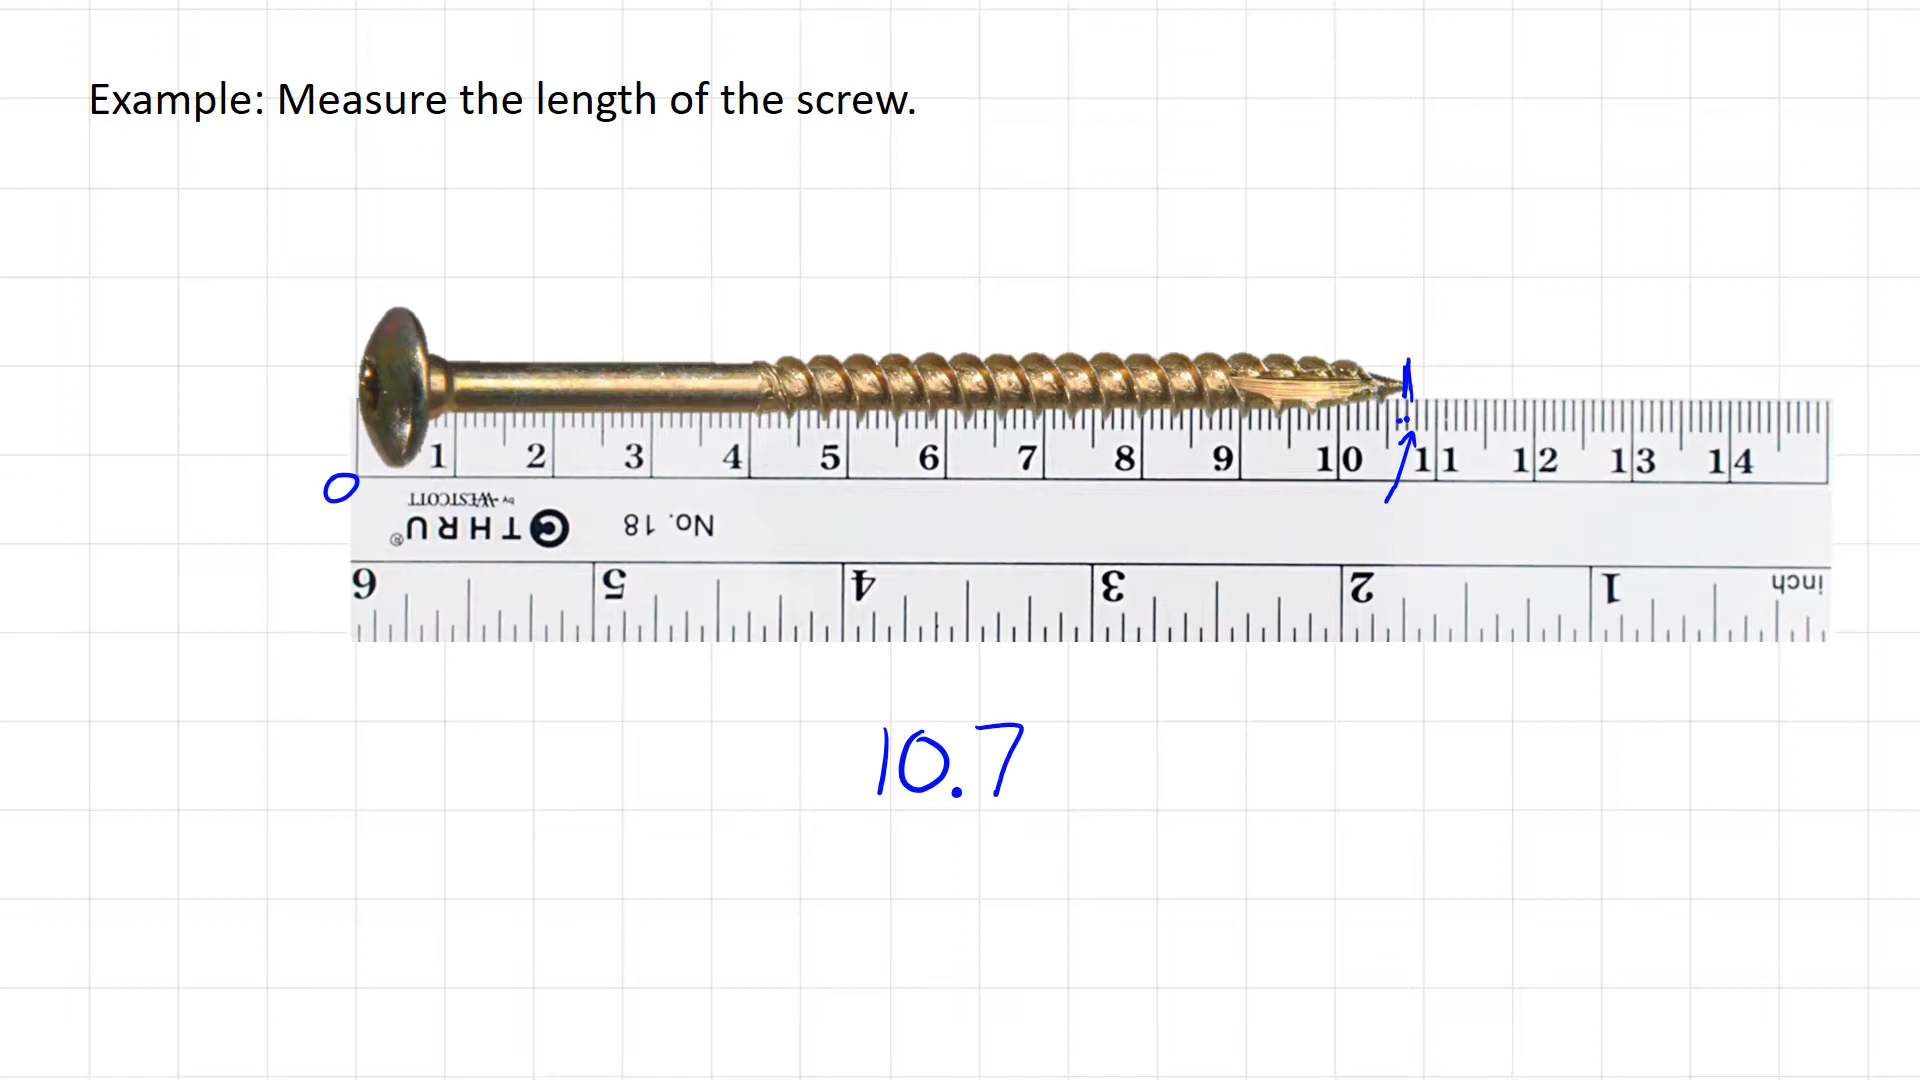 Example: Measure the length of the screw.
1 2 3 4 5 6 7 8 9 10 11 12 13 14
0
by WESTCOTT
C THRU® No. 18
6 5 4 3 2 1 inch
10.7